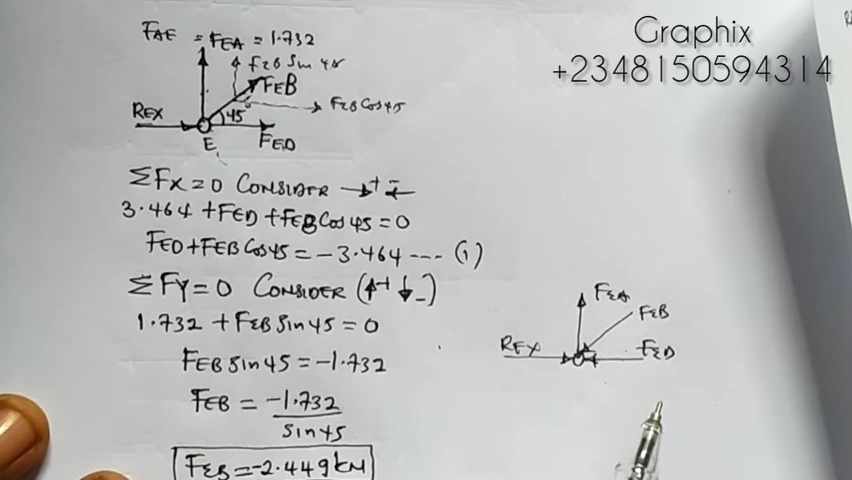 Graphix
+2348150594314
FAE = FEA = 1.732
FEB Sin 45
FEB
FEB Cos 45
REX
45°
E
FED
ΣFx=0 CONSIDER →+ ←-
3.464 + FED + FEB Cos 45 = 0
FED + FEB Cos 45 = -3.464 ---- (1)
ΣFy=0 CONSIDER (↑+ ↓-)
1.732 + FEB Sin 45 = 0
FEB Sin 45 = -1.732
FEB = -1.732
Sin 45
FEB = -2.449 KN
FEA
FEB
REX
FED